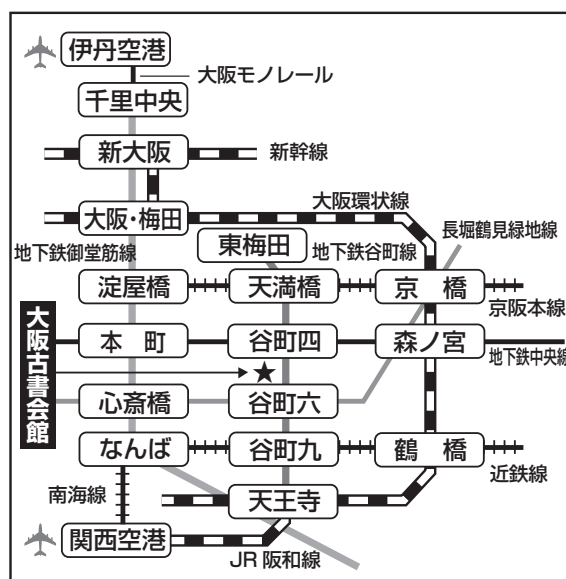 伊丹空港
大阪モノレール
千里中央
新大阪
新幹線
大阪・梅田
大阪環状線
東梅田
長堀鶴見緑地線
地下鉄御堂筋線
地下鉄谷町線
淀屋橋
天満橋
京橋
京阪本線
大阪古書会館
本町
谷町四
森ノ宮
地下鉄中央線
心斎橋
谷町六
なんば
谷町九
鶴橋
近鉄線
南海線
天王寺
関西空港
JR阪和線